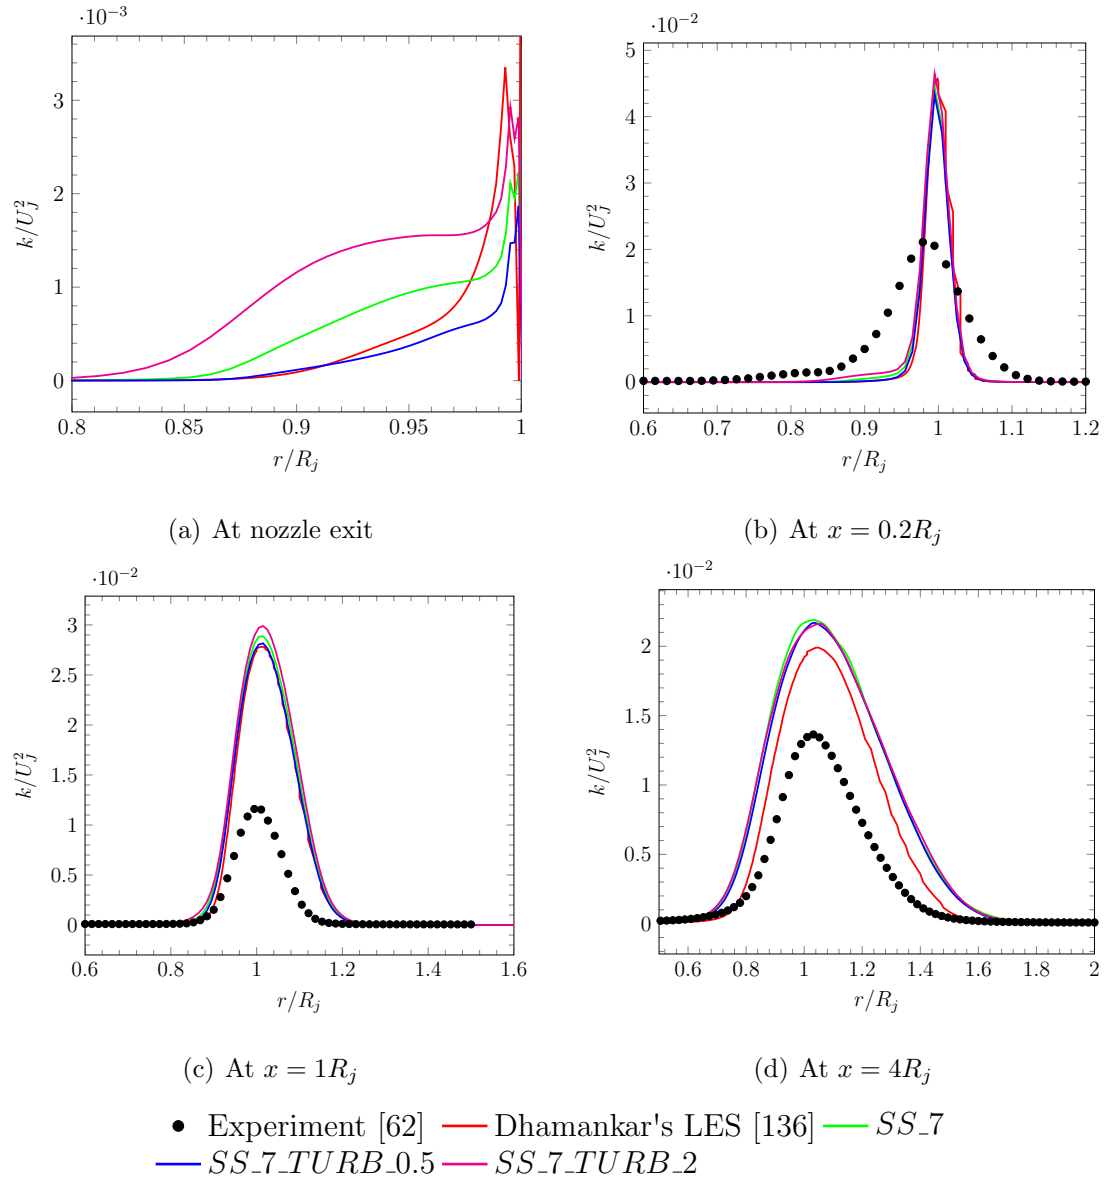 ·10⁻³
3
2
1
0
k/U_J^2
0.8 0.85 0.9 0.95 1
r/R_j
(a) At nozzle exit
·10⁻²
5
4
3
2
1
0
k/U_J^2
0.6 0.7 0.8 0.9 1 1.1 1.2
r/R_j
(b) At x = 0.2R_j
·10⁻²
3
2.5
2
1.5
1
0.5
0
k/U_J^2
0.6 0.8 1 1.2 1.4 1.6
r/R_j
(c) At x = 1R_j
·10⁻²
2
1.5
1
0.5
0
k/U_J^2
0.6 0.8 1 1.2 1.4 1.6 1.8 2
r/R_j
(d) At x = 4R_j
Experiment [62] Dhamankar's LES [136] SS_7
SS_7_TURB_0.5 SS_7_TURB_2